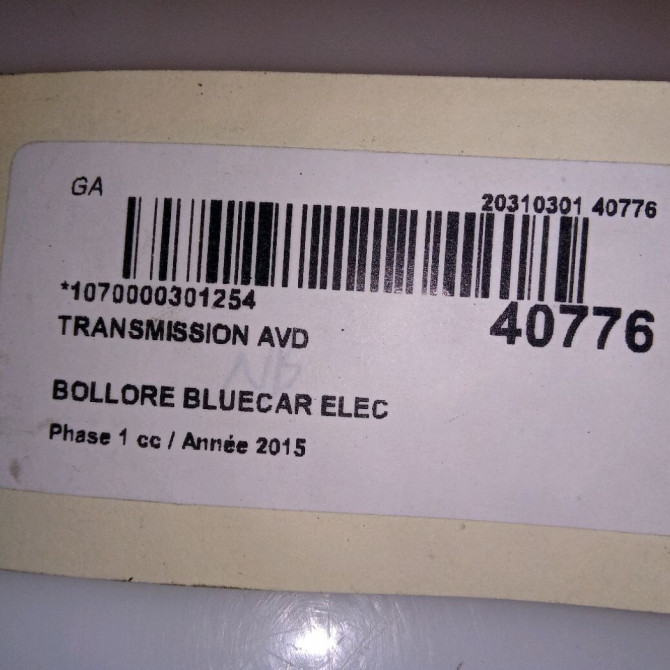 GA
20310301 40776
*1070000301254
40776
TRANSMISSION AVD
BOLLORE BLUECAR ELEC
Phase 1 cc / Année 2015